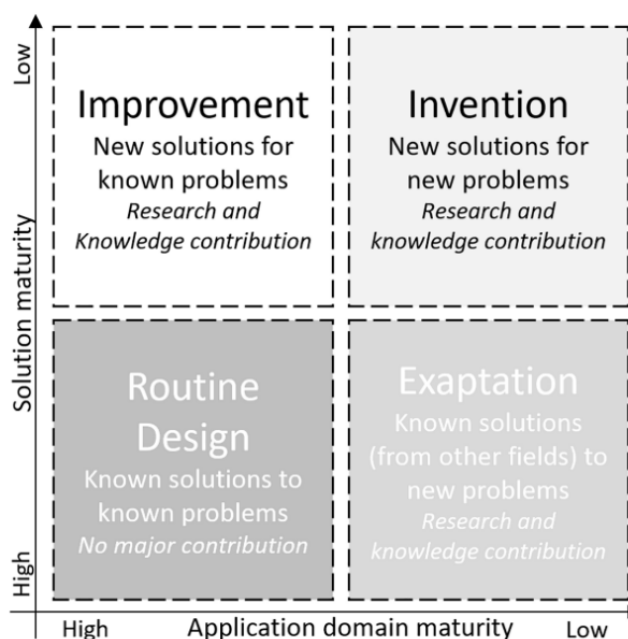 Low
Solution maturity
High
Improvement
New solutions for
known problems
Research and
Knowledge contribution
Invention
New solutions for
new problems
Research and
knowledge contribution
Routine
Design
Known solutions to
known problems
No major contribution
Exaptation
Known solutions
(from other fields) to
new problems
Research and
knowledge contribution
High
Application domain maturity
Low